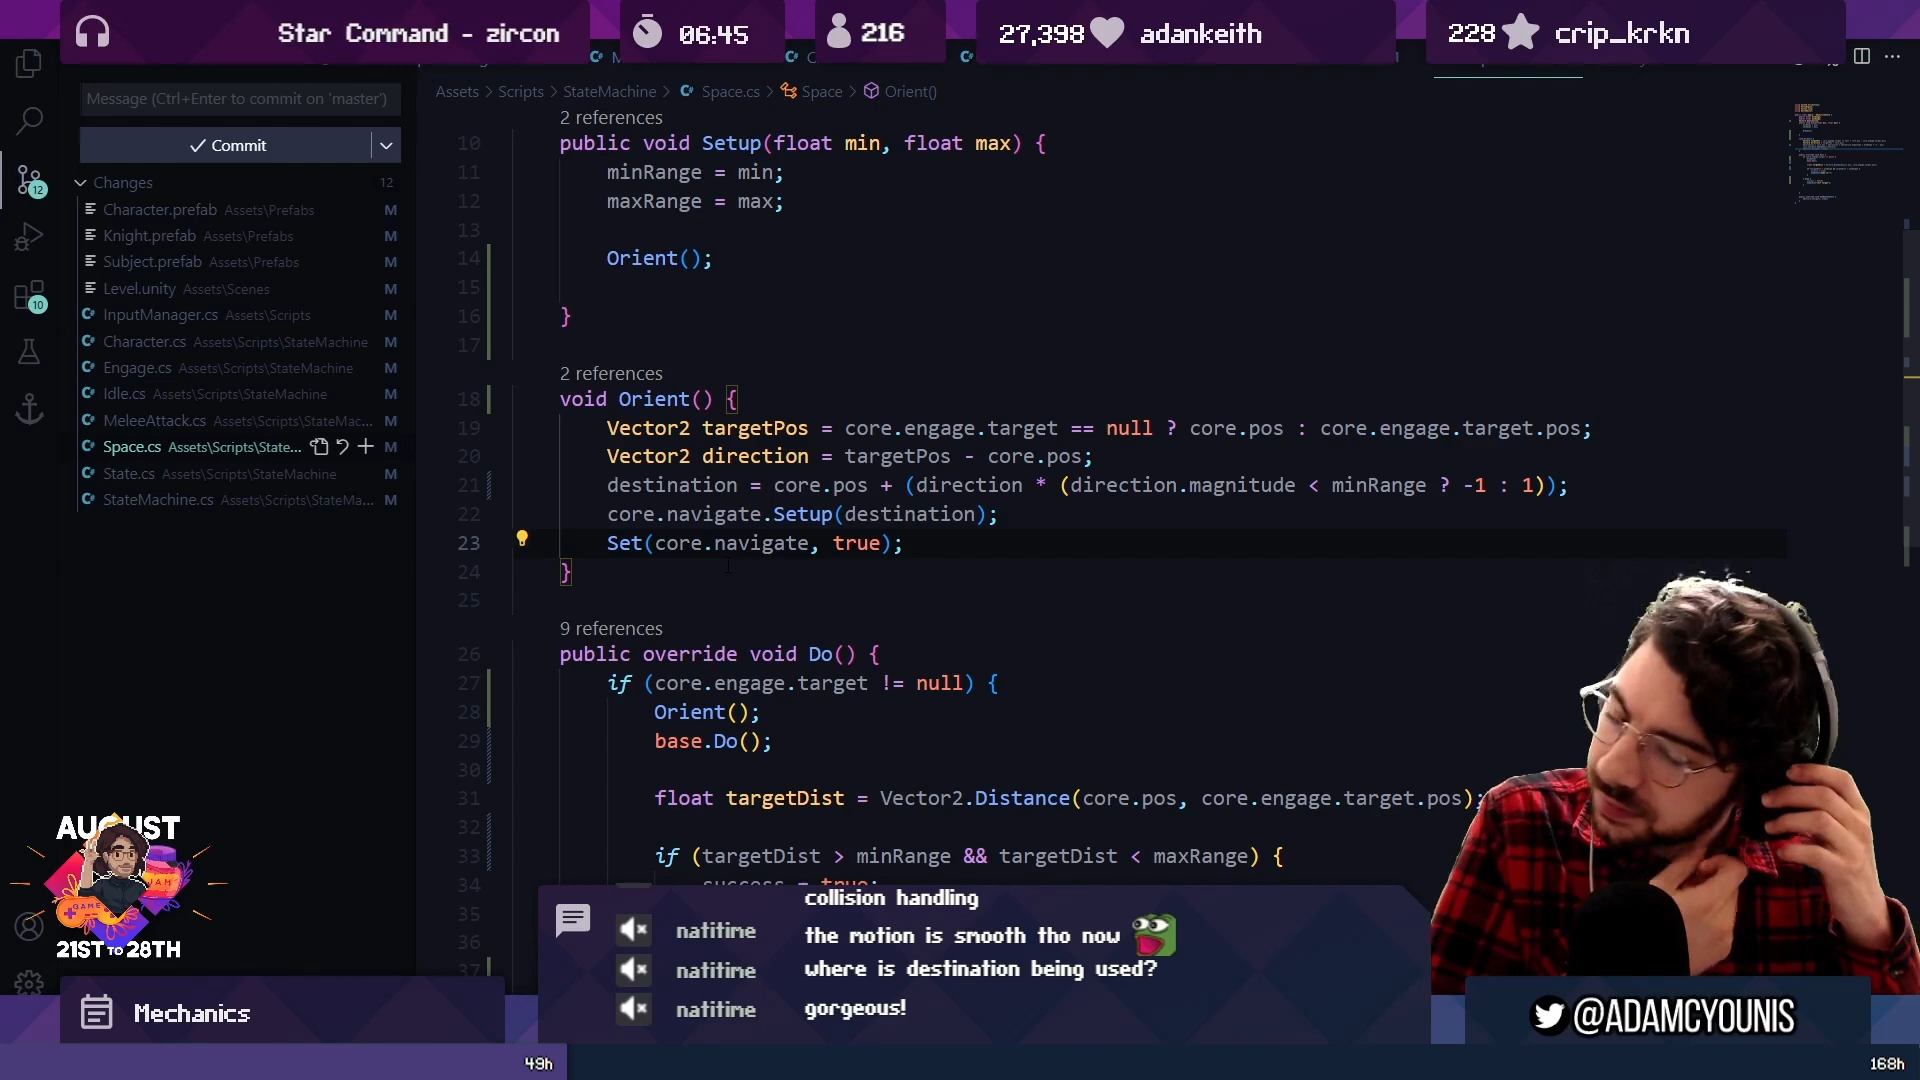 Star Command - zircon
06:45
216
27,398
adankeith
228
crip_krkn
Message (Ctrl+Enter to commit on 'master')
Commit
Changes
12
Character.prefab Assets\Prefabs M
Knight.prefab Assets\Prefabs M
Subject.prefab Assets\Prefabs M
Level.unity Assets\Scenes M
InputManager.cs Assets\Scripts M
Character.cs Assets\Scripts\StateMachine M
Engage.cs Assets\Scripts\StateMachine M
Idle.cs Assets\Scripts\StateMachine M
MeleeAttack.cs Assets\Scripts\StateMac... M
Space.cs Assets\Scripts\State... M
State.cs Assets\Scripts\StateMachine M
StateMachine.cs Assets\Scripts\StateMa... M
12
10
Assets > Scripts > StateMachine > Space.cs > Space > Orient()
2 references
10 public void Setup(float min, float max) {
11 minRange = min;
12 maxRange = max;
13
14 Orient();
15
16 }
17
2 references
18 void Orient() {
19 Vector2 targetPos = core.engage.target == null ? core.pos : core.engage.target.pos;
20 Vector2 direction = targetPos - core.pos;
21 destination = core.pos + (direction * (direction.magnitude < minRange ? -1 : 1));
22 core.navigate.Setup(destination);
23 Set(core.navigate, true);
24 }
25
9 references
26 public override void Do() {
27 if (core.engage.target != null) {
28 Orient();
29 base.Do();
30
31 float targetDist = Vector2.Distance(core.pos, core.engage.target.pos);
32
33 if (targetDist > minRange && targetDist < maxRange) {
34 success = true;
35
36
37
collision handling
natitime the motion is smooth tho now
natitime where is destination being used?
natitime gorgeous!
AUGUST
GAME
JAM
21ST TO 28TH
Mechanics
@ADAMCYOUNIS
49h
168h